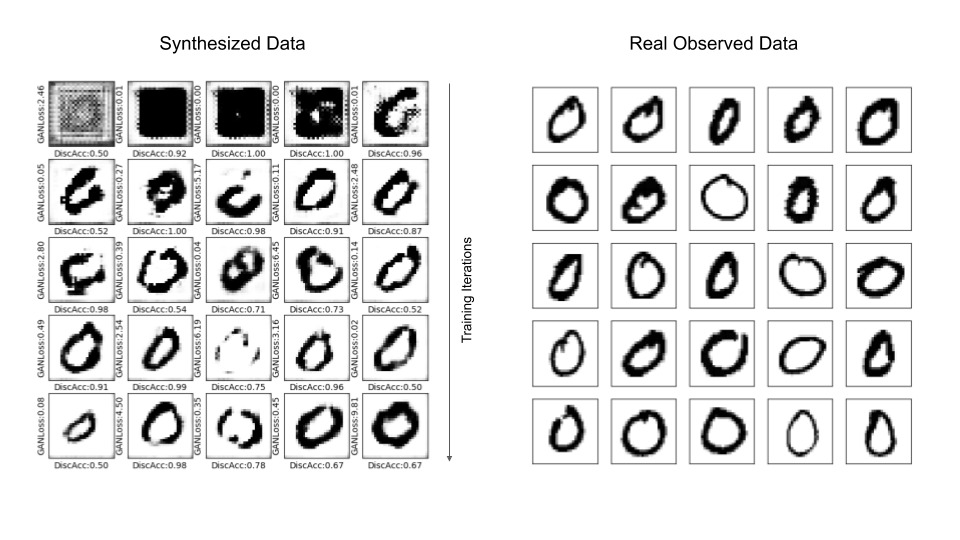 Synthesized Data
Real Observed Data
GANLoss:2.46
GANLoss:0.01
GANLoss:0.00
GANLoss:0.00
GANLoss:0.01
DiscAcc:0.50
DiscAcc:0.92
DiscAcc:1.00
DiscAcc:1.00
DiscAcc:0.96
GANLoss:0.05
GANLoss:0.27
GANLoss:5.17
GANLoss:0.11
GANLoss:2.48
DiscAcc:0.52
DiscAcc:1.00
DiscAcc:0.98
DiscAcc:0.91
DiscAcc:0.87
GANLoss:2.80
GANLoss:0.39
GANLoss:0.04
GANLoss:6.45
GANLoss:0.14
DiscAcc:0.98
DiscAcc:0.54
DiscAcc:0.71
DiscAcc:0.73
DiscAcc:0.52
GANLoss:0.49
GANLoss:2.54
GANLoss:6.19
GANLoss:3.16
GANLoss:0.02
DiscAcc:0.91
DiscAcc:0.99
DiscAcc:0.75
DiscAcc:0.96
DiscAcc:0.50
GANLoss:0.08
GANLoss:4.50
GANLoss:0.35
GANLoss:0.45
GANLoss:9.81
DiscAcc:0.50
DiscAcc:0.98
DiscAcc:0.78
DiscAcc:0.67
DiscAcc:0.67
Training Iterations